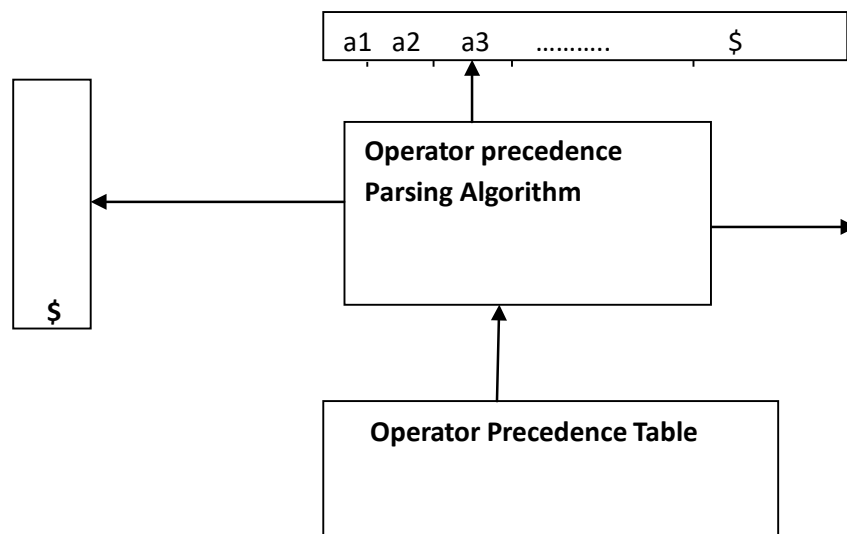 a1 a2 a3 ……….. $
Operator precedence
Parsing Algorithm
$
Operator Precedence Table